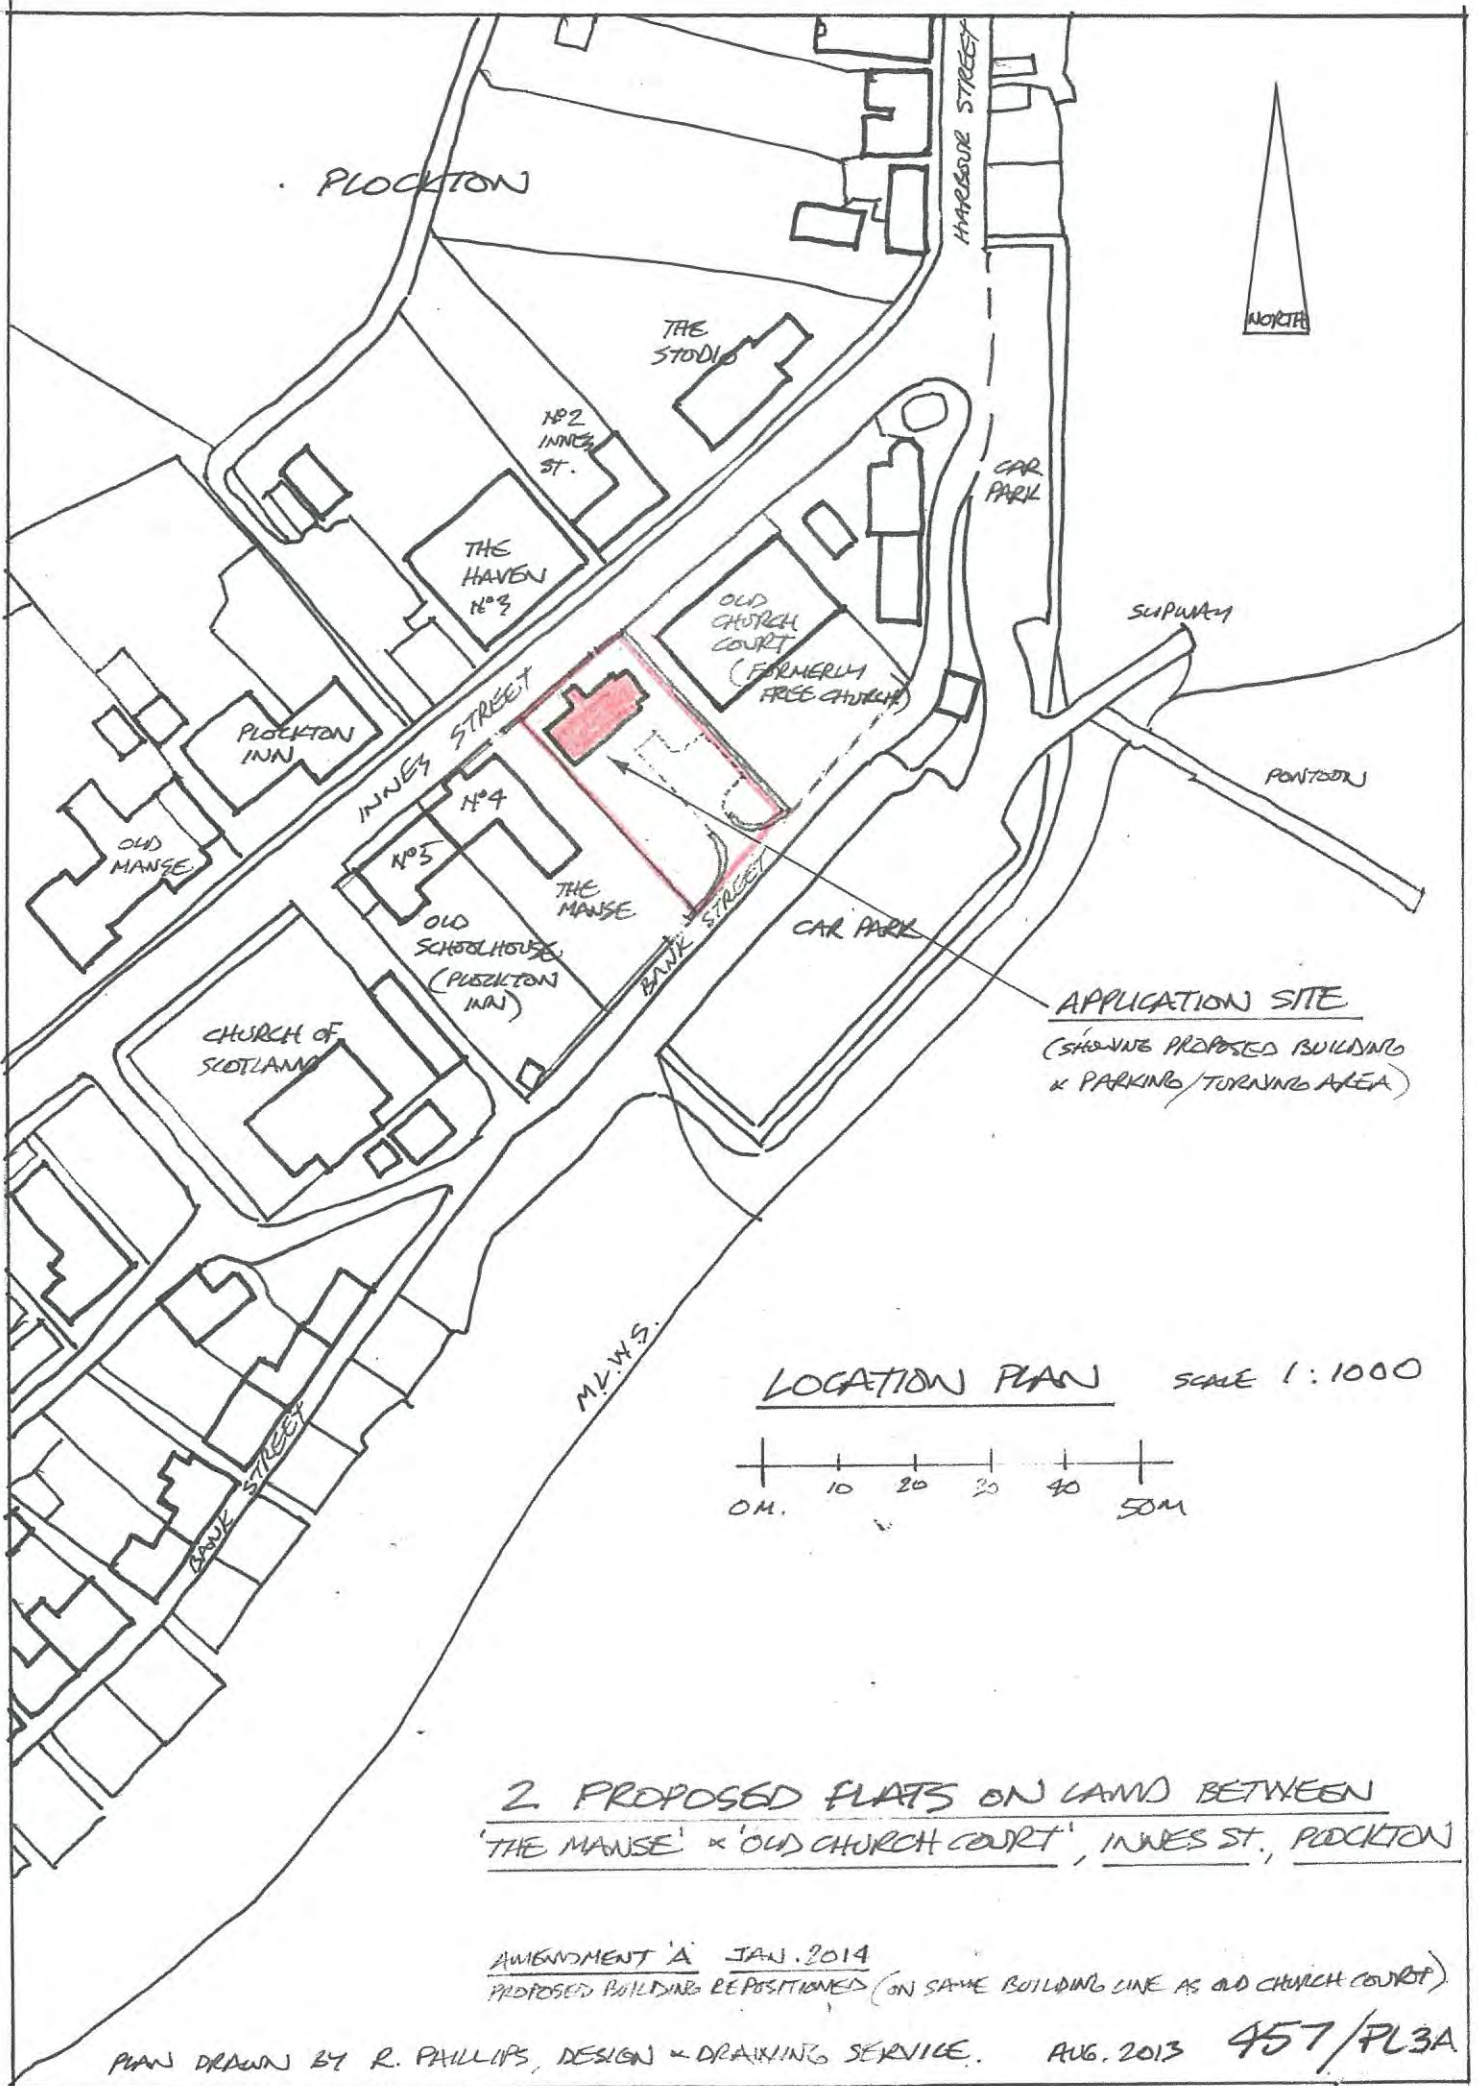 PLOCKTON
HARBOUR STREET
NORTH
THE
STUDIO
Nº2
INNES
ST.
CAR
PARK
THE
HAVEN
Nº3
OLD
CHURCH
COURT
(FORMERLY
FREE CHURCH)
SLIPWAY
PONTOON
INNES STREET
PLOCKTON
INN
OLD
MANSE
Nº4
Nº5
THE
MANSE
OLD
SCHOOLHOUSE
(PLOCKTON
INN)
BANK STREET
CAR PARK
APPLICATION SITE
(SHOWING PROPOSED BUILDING
& PARKING/TURNING AREA)
CHURCH OF
SCOTLAND
M.L.W.S.
BANK STREET
LOCATION PLAN SCALE 1:1000
0M. 10 20 30 40 50M
2 PROPOSED FLATS ON LAND BETWEEN
'THE MANSE' & 'OLD CHURCH COURT', INNES ST., PLOCKTON
AMENDMENT 'A' JAN. 2014
PROPOSED BUILDING REPOSITIONED (ON SAME BUILDING LINE AS OLD CHURCH COURT)
PLAN DRAWN BY R. PHILLIPS, DESIGN & DRAWING SERVICE. AUG. 2013 457/PL3A